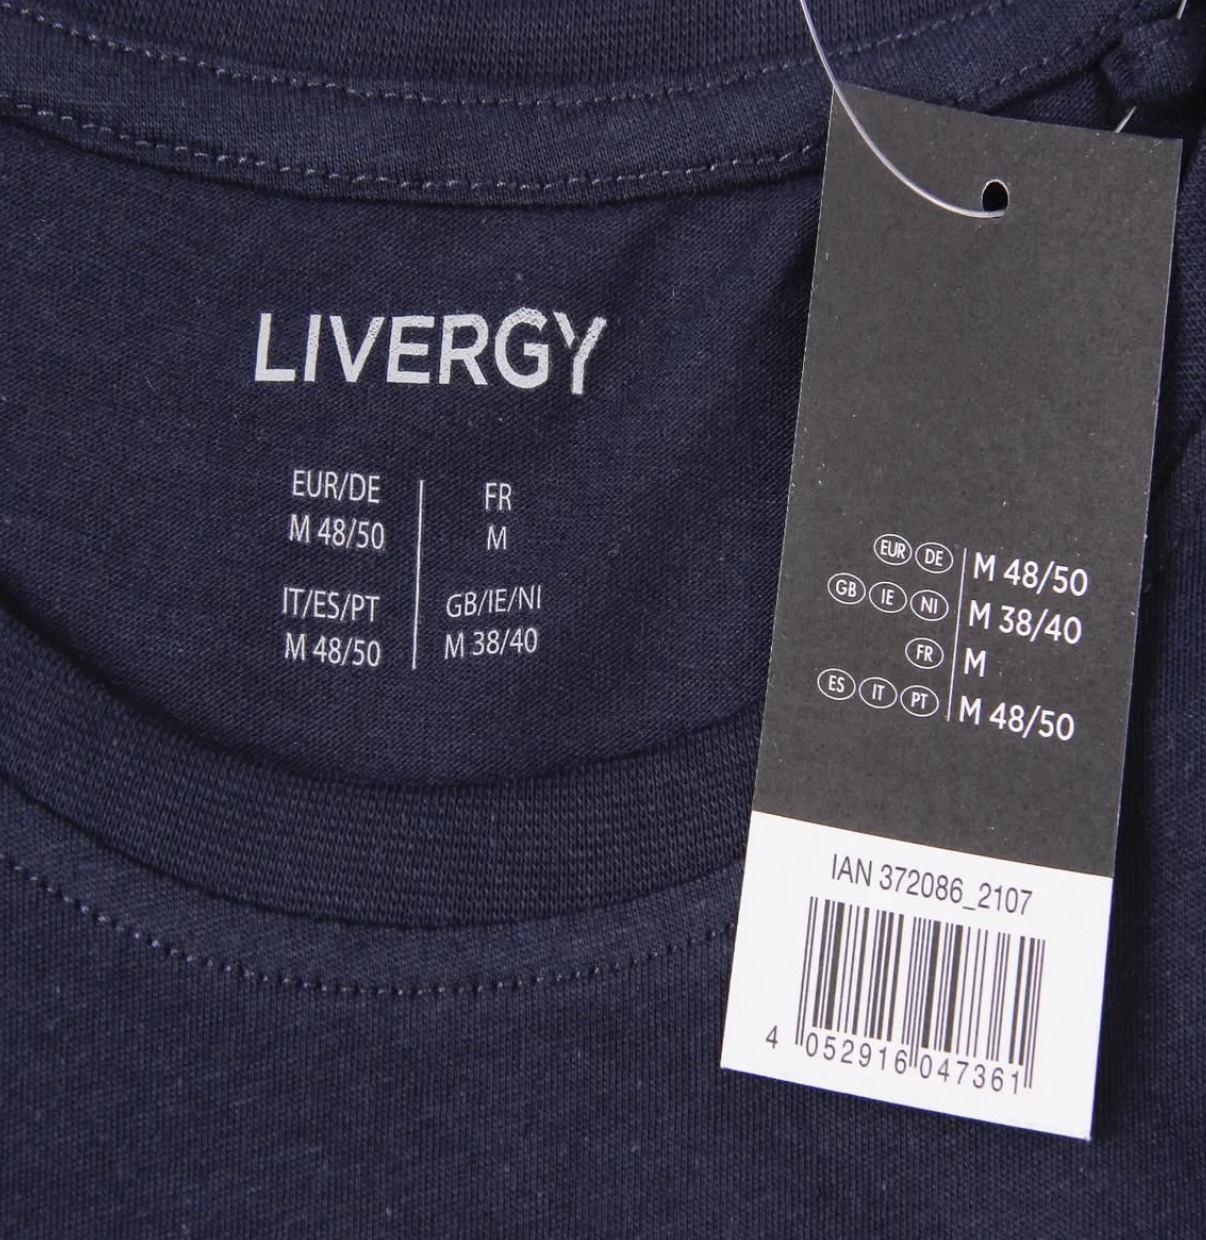 LIVERGY
EUR/DE
M 48/50
FR
M
IT/ES/PT
M 48/50
GB/IE/NI
M 38/40
EUR DE M 48/50
GB IE NI M 38/40
FR M
ES IT PT M 48/50
IAN 372086_2107
4 052916 047361